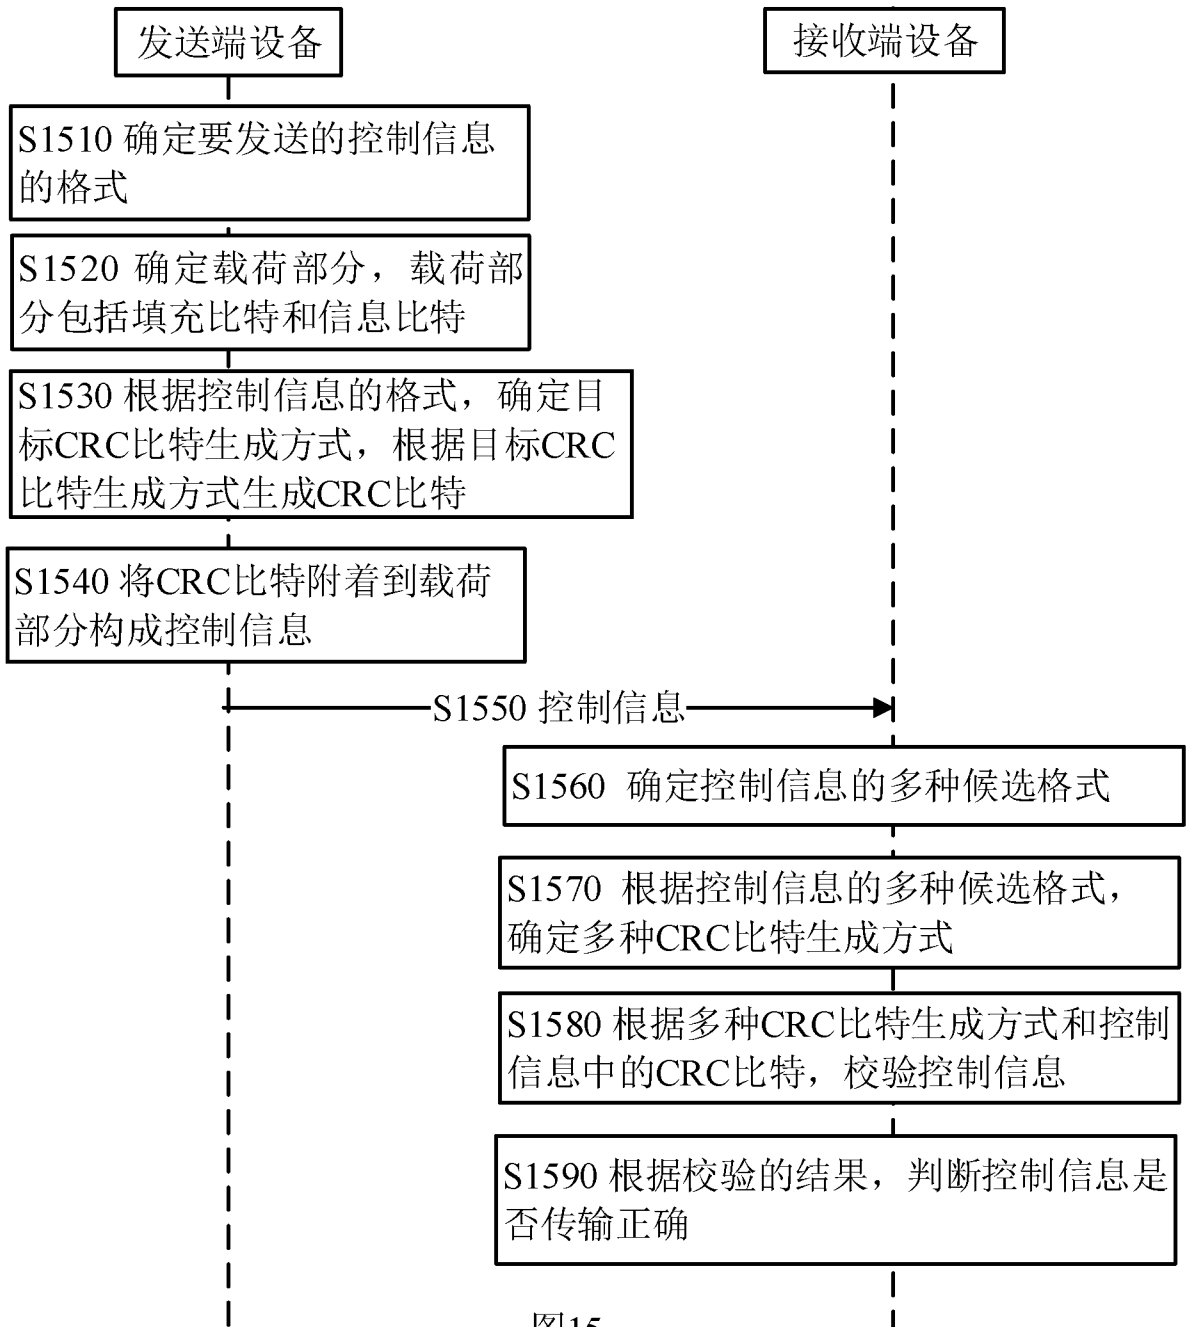 发送端设备
接收端设备
S1510 确定要发送的控制信息
的格式
S1520 确定载荷部分，载荷部
分包括填充比特和信息比特
S1530 根据控制信息的格式，确定目
标CRC比特生成方式，根据目标CRC
比特生成方式生成CRC比特
S1540 将CRC比特附着到载荷
部分构成控制信息
S1550 控制信息
S1560 确定控制信息的多种候选格式
S1570 根据控制信息的多种候选格式，
确定多种CRC比特生成方式
S1580 根据多种CRC比特生成方式和控制
信息中的CRC比特，校验控制信息
S1590 根据校验的结果，判断控制信息是
否传输正确
图15